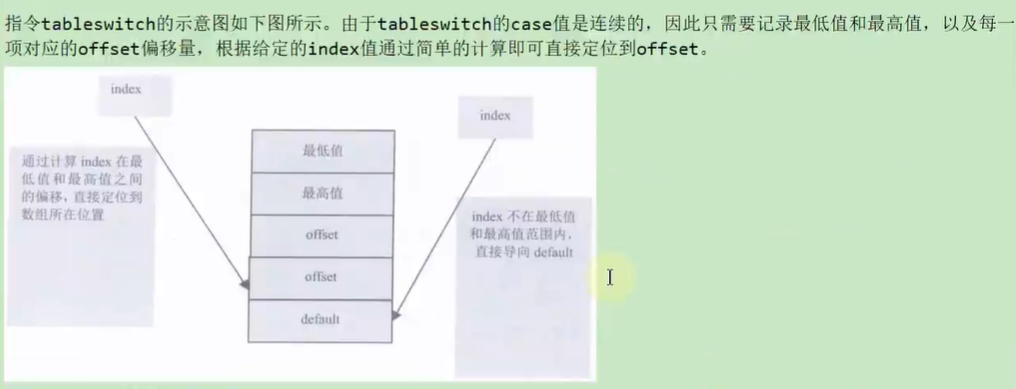 指令tableswitch的示意图如下图所示。由于tableswitch的case值是连续的，因此只需要记录最低值和最高值，以及每一
项对应的offset偏移量，根据给定的index值通过简单的计算即可直接定位到offset。
index
index
通过计算 index 在最
低值和最高值之间
的偏移，直接定位到
数组所在位置
最低值
最高值
offset
offset
default
index 不在最低值
和最高值范围内，
直接导向 default